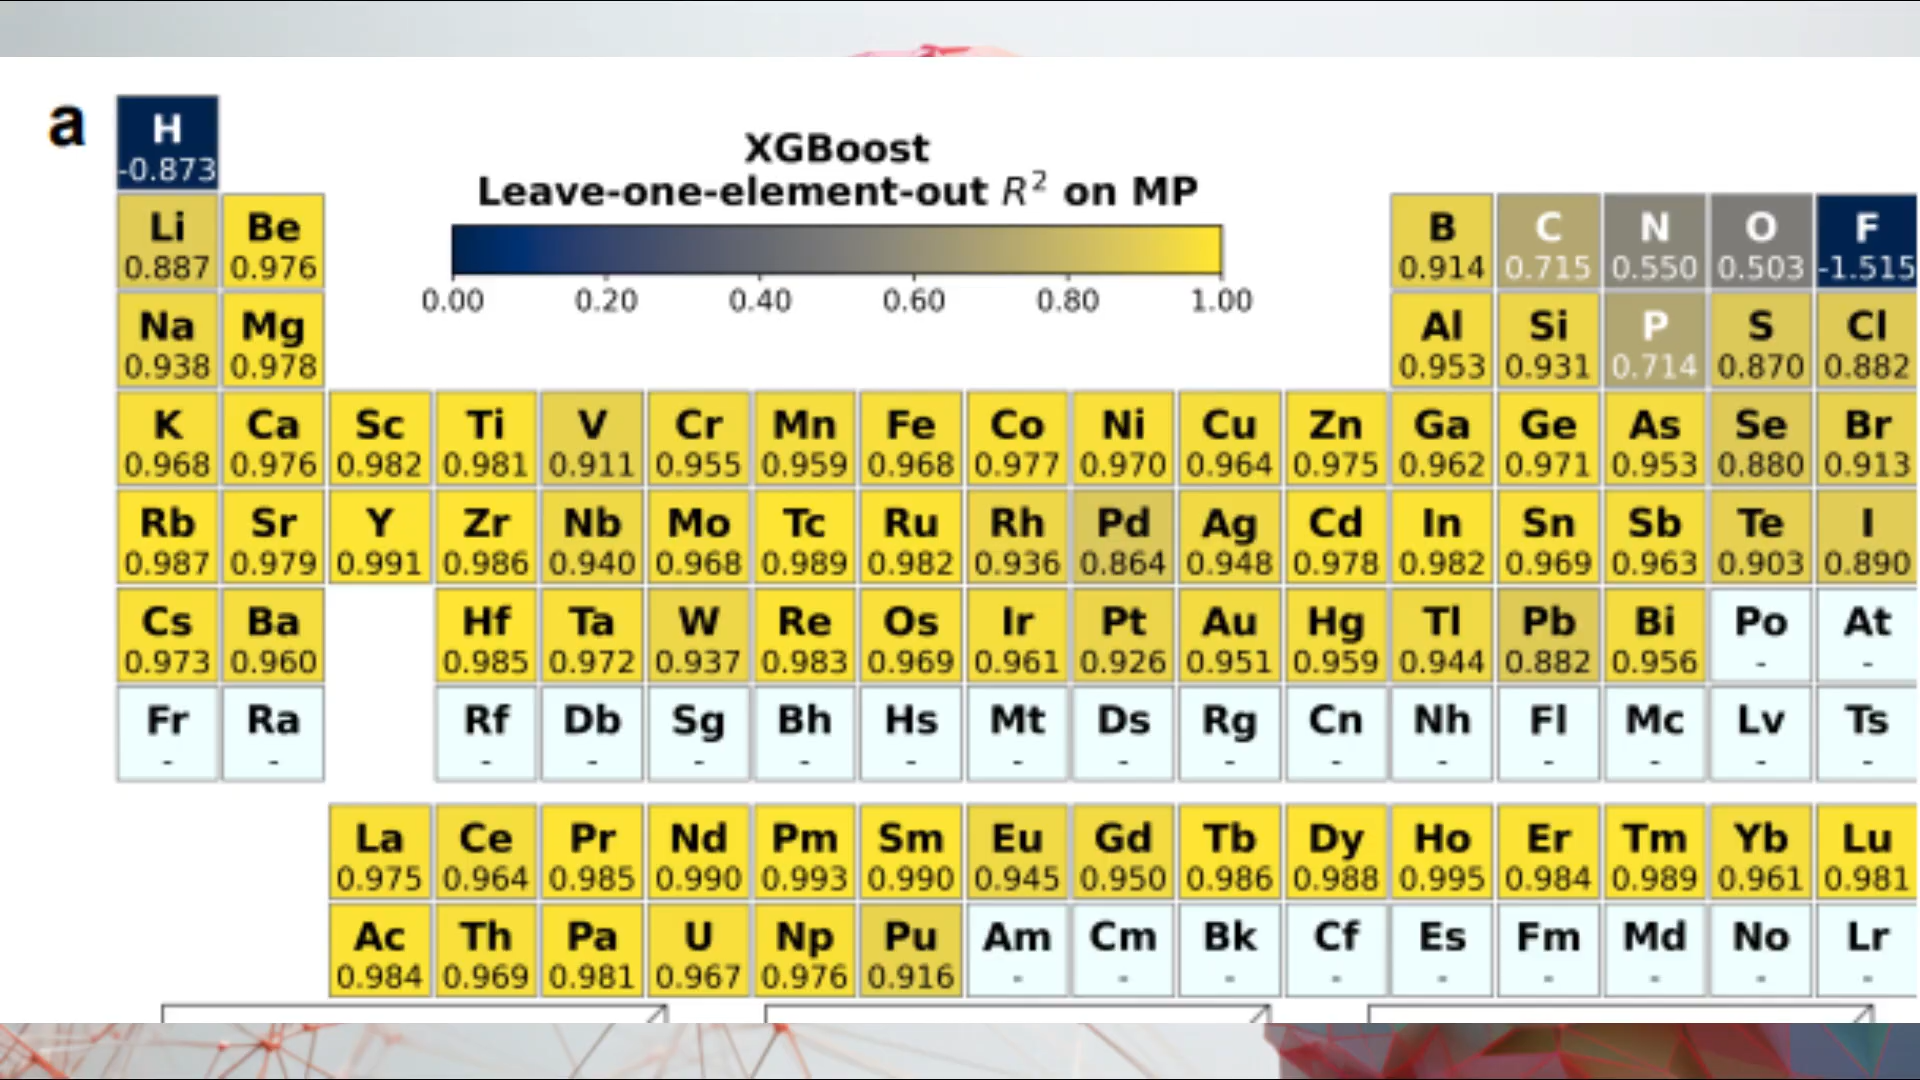 a
XGBoost
Leave-one-element-out R² on MP
0.00 0.20 0.40 0.60 0.80 1.00
H
-0.873
Li Be B C N O F
0.887 0.976 0.914 0.715 0.550 0.503 -1.515
Na Mg Al Si P S Cl
0.938 0.978 0.953 0.931 0.714 0.870 0.882
K Ca Sc Ti V Cr Mn Fe Co Ni Cu Zn Ga Ge As Se Br
0.968 0.976 0.982 0.981 0.911 0.955 0.959 0.968 0.977 0.970 0.964 0.975 0.962 0.971 0.953 0.880 0.913
Rb Sr Y Zr Nb Mo Tc Ru Rh Pd Ag Cd In Sn Sb Te I
0.987 0.979 0.991 0.986 0.940 0.968 0.989 0.982 0.936 0.864 0.948 0.978 0.982 0.969 0.963 0.903 0.890
Cs Ba Hf Ta W Re Os Ir Pt Au Hg Tl Pb Bi Po At
0.973 0.960 0.985 0.972 0.937 0.983 0.969 0.961 0.926 0.951 0.959 0.944 0.882 0.956 - -
Fr Ra Rf Db Sg Bh Hs Mt Ds Rg Cn Nh Fl Mc Lv Ts
- - - - - - - - - - - - - - - -
La Ce Pr Nd Pm Sm Eu Gd Tb Dy Ho Er Tm Yb Lu
0.975 0.964 0.985 0.990 0.993 0.990 0.945 0.950 0.986 0.988 0.995 0.984 0.989 0.961 0.981
Ac Th Pa U Np Pu Am Cm Bk Cf Es Fm Md No Lr
0.984 0.969 0.981 0.967 0.976 0.916 - - - - - - - - -